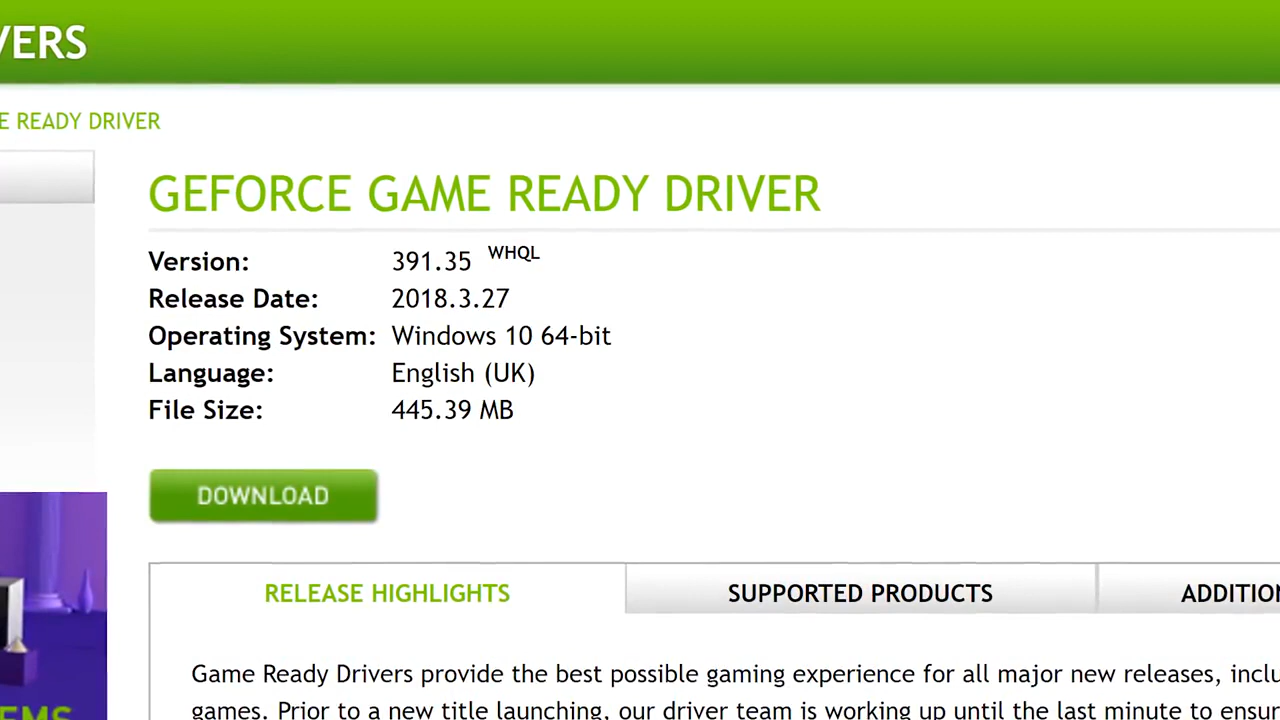 VERS
E READY DRIVER
GEFORCE GAME READY DRIVER
Version: 391.35 WHQL
Release Date: 2018.3.27
Operating System: Windows 10 64-bit
Language: English (UK)
File Size: 445.39 MB
DOWNLOAD
RELEASE HIGHLIGHTS SUPPORTED PRODUCTS ADDITION
Game Ready Drivers provide the best possible gaming experience for all major new releases, inclu
games. Prior to a new title launching, our driver team is working up until the last minute to ensur
EMS